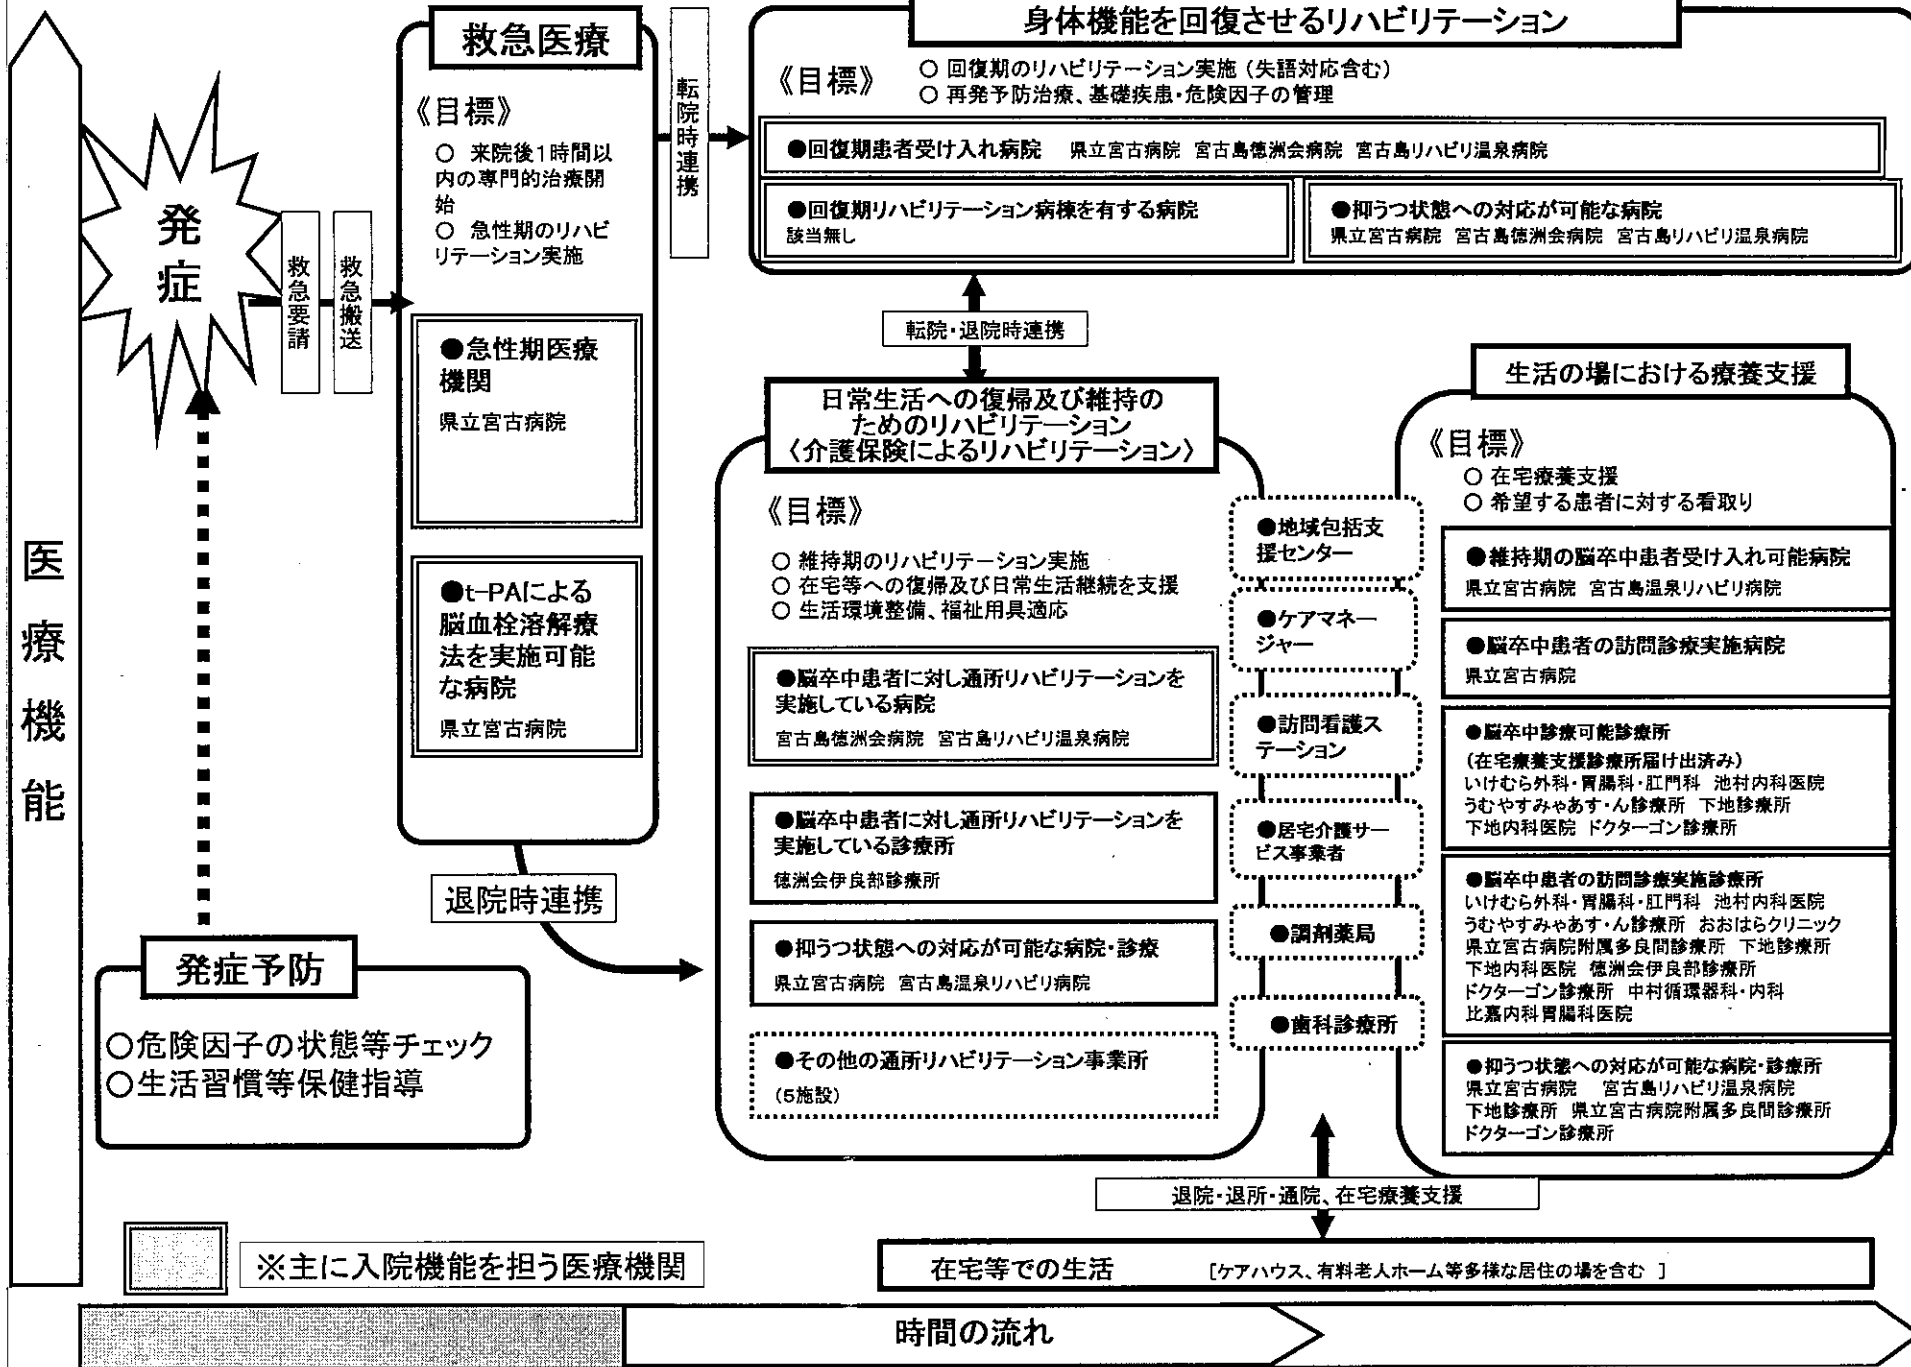 医療機能
発症
救急要請
救急搬送
発症予防
○危険因子の状態等チェック
○生活習慣等保健指導
救急医療
《目標》
○ 来院後1時間以
内の専門的治療開
始
○ 急性期のリハビ
リテーション実施
●急性期医療
機関
県立宮古病院
●t-PAによる
脳血栓溶解療
法を実施可能
な病院
県立宮古病院
転院時連携
退院時連携
身体機能を回復させるリハビリテーション
《目標》
○ 回復期のリハビリテーション実施（失語対応含む）
○ 再発予防治療、基礎疾患・危険因子の管理
●回復期患者受け入れ病院 県立宮古病院 宮古島徳洲会病院 宮古島リハビリ温泉病院
●回復期リハビリテーション病棟を有する病院
該当無し
●抑うつ状態への対応が可能な病院
県立宮古病院 宮古島徳洲会病院 宮古島リハビリ温泉病院
転院・退院時連携
日常生活への復帰及び維持の
ためのリハビリテーション
〈介護保険によるリハビリテーション〉
《目標》
○ 維持期のリハビリテーション実施
○ 在宅等への復帰及び日常生活継続を支援
○ 生活環境整備、福祉用具適応
●脳卒中患者に対し通所リハビリテーションを
実施している病院
宮古島徳洲会病院 宮古島リハビリ温泉病院
●脳卒中患者に対し通所リハビリテーションを
実施している診療所
徳洲会伊良部診療所
●抑うつ状態への対応が可能な病院・診療
県立宮古病院 宮古島温泉リハビリ病院
●その他の通所リハビリテーション事業所
（5施設）
●地域包括支
援センター
●ケアマネー
ジャー
●訪問看護ス
テーション
●居宅介護サー
ビス事業者
●調剤薬局
●歯科診療所
生活の場における療養支援
《目標》
○ 在宅療養支援
○ 希望する患者に対する看取り
●維持期の脳卒中患者受け入れ可能病院
県立宮古病院 宮古島温泉リハビリ病院
●脳卒中患者の訪問診療実施病院
県立宮古病院
●脳卒中診療可能診療所
（在宅療養支援診療所届け出済み）
いけむら外科・胃腸科・肛門科 池村内科医院
うむやすみゃあす・ん診療所 下地診療所
下地内科医院 ドクターゴン診療所
●脳卒中患者の訪問診療実施診療所
いけむら外科・胃腸科・肛門科 池村内科医院
うむやすみゃあす・ん診療所 おおはらクリニック
県立宮古病院附属多良間診療所 下地診療所
下地内科医院 徳洲会伊良部診療所
ドクターゴン診療所 中村循環器科・内科
比嘉内科胃腸科医院
●抑うつ状態への対応が可能な病院・診療所
県立宮古病院 宮古島リハビリ温泉病院
下地診療所 県立宮古病院附属多良間診療所
ドクターゴン診療所
退院・退所・通院、在宅療養支援
※主に入院機能を担う医療機関
在宅等での生活 [ケアハウス、有料老人ホーム等多様な居住の場を含む ]
時間の流れ